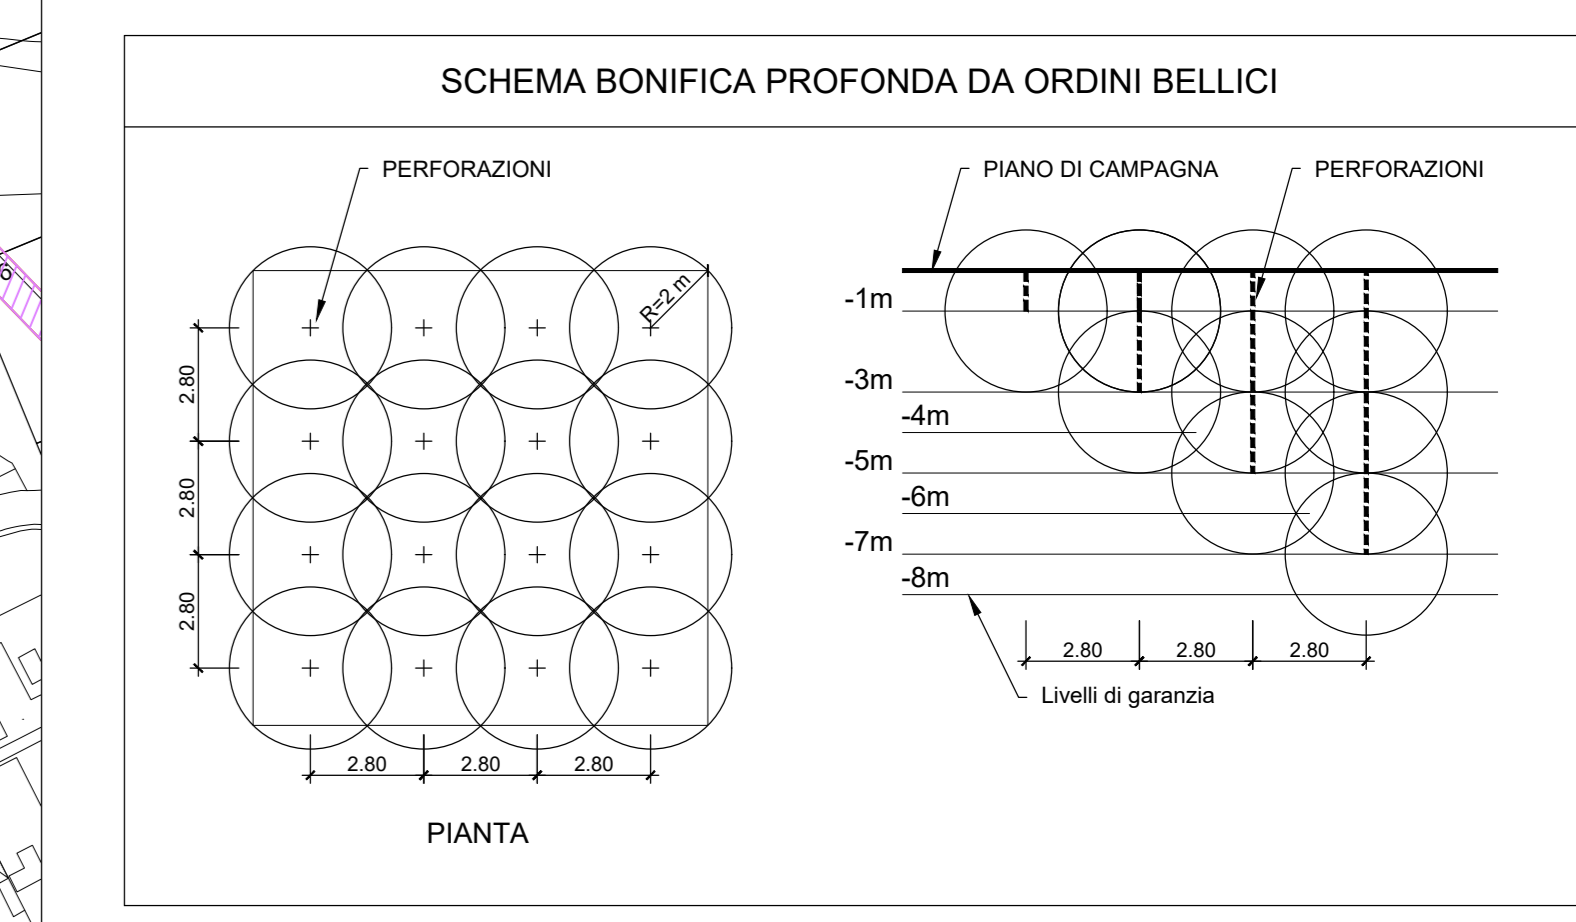 SCHEMA BONIFICA PROFONDA DA ORDINI BELLICI
PERFORAZIONI
R=2 m
2.80
2.80
2.80
2.80 2.80 2.80
PIANTA
PIANO DI CAMPAGNA PERFORAZIONI
-1m
-3m
-4m
-5m
-6m
-7m
-8m
2.80 2.80 2.80
Livelli di garanzia